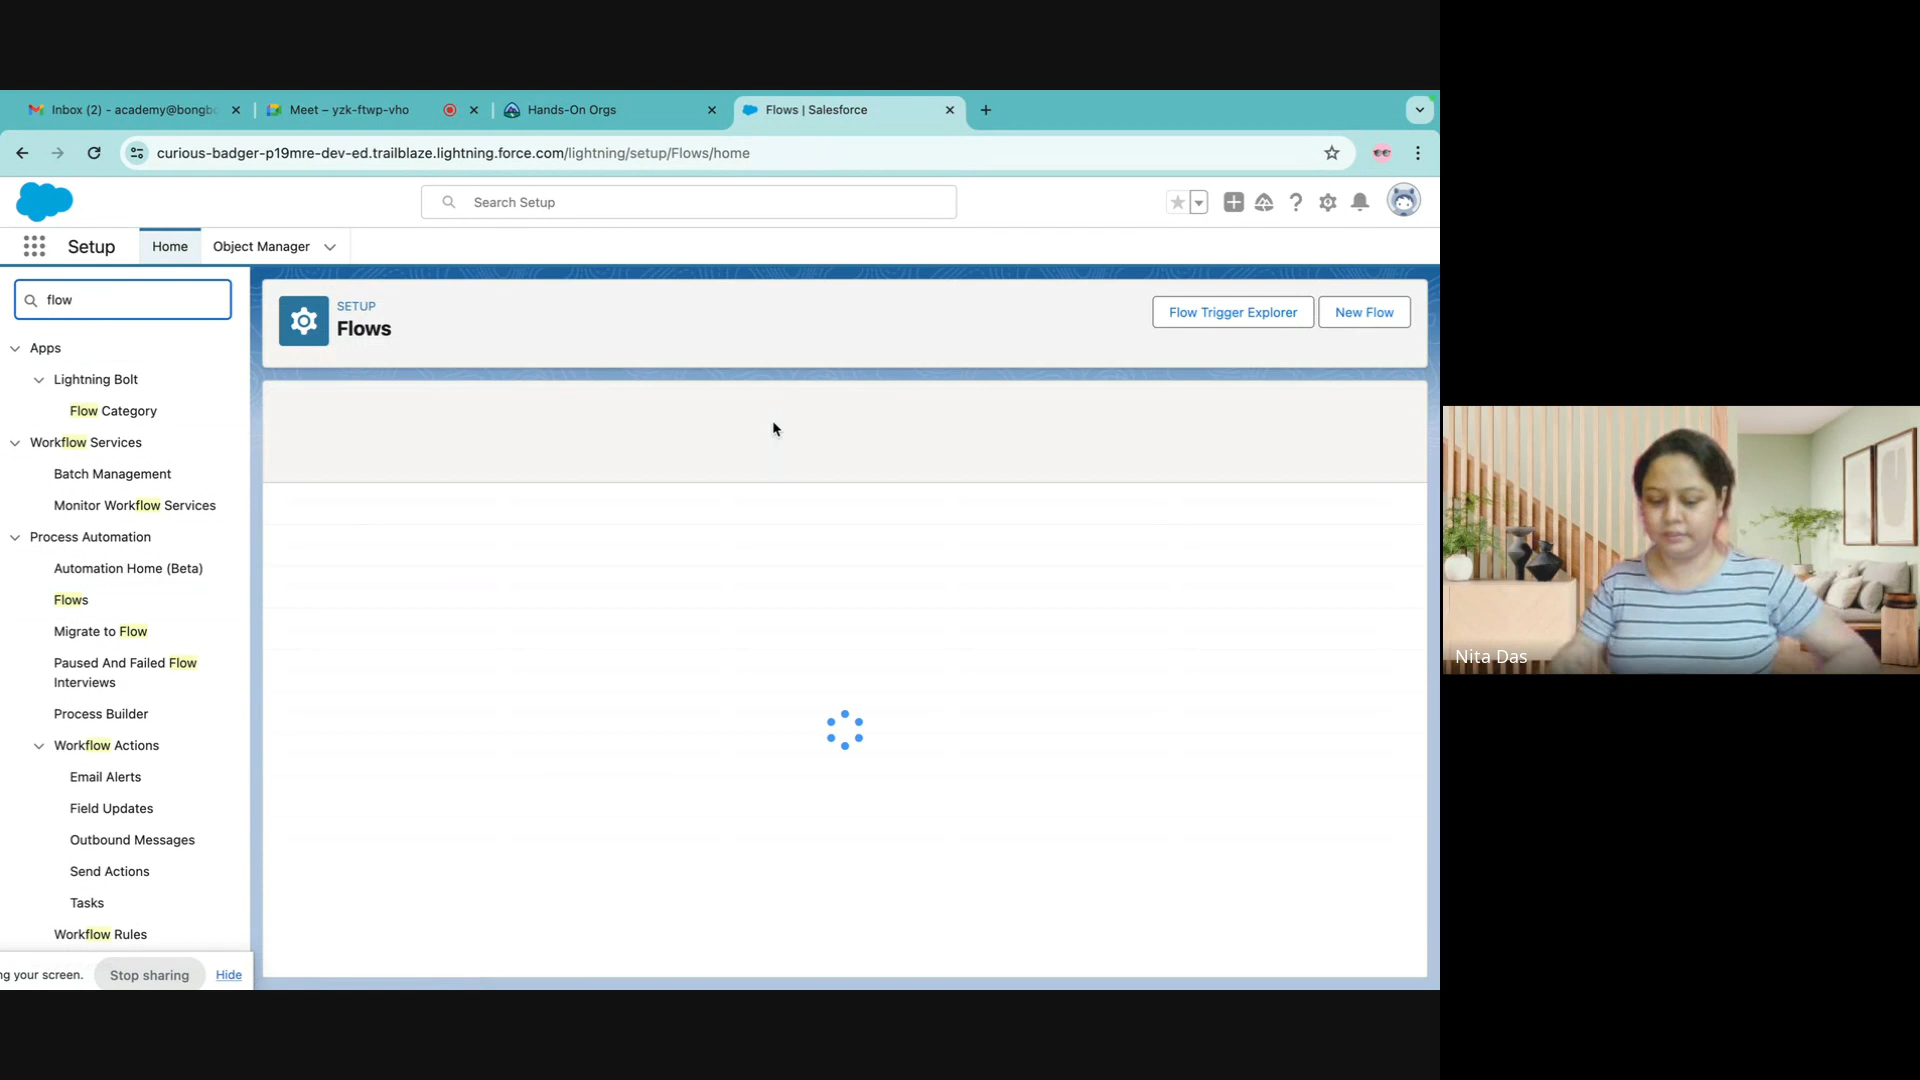 Inbox (2) - academy@bongbo
Meet – yzk-ftwp-vho
Hands-On Orgs
Flows | Salesforce
curious-badger-p19mre-dev-ed.trailblaze.lightning.force.com/lightning/setup/Flows/home
Search Setup
Setup
Home
Object Manager
flow
SETUP
Flows
Flow Trigger Explorer
New Flow
Apps
Lightning Bolt
Flow Category
Workflow Services
Batch Management
Monitor Workflow Services
Process Automation
Automation Home (Beta)
Flows
Migrate to Flow
Paused And Failed Flow
Interviews
Process Builder
Workflow Actions
Email Alerts
Field Updates
Outbound Messages
Send Actions
Tasks
Workflow Rules
ng your screen.
Stop sharing
Hide
Nita Das